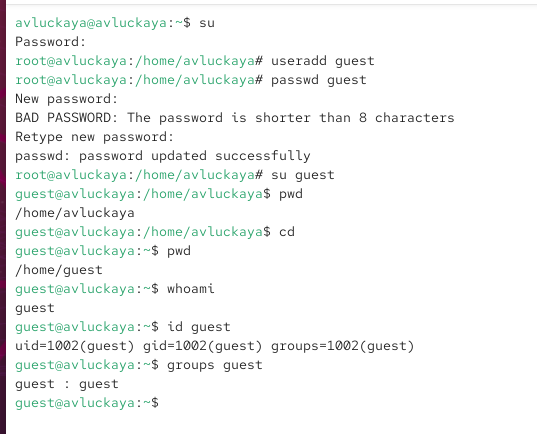 avluckaya@avluckaya:~$ su
Password:
root@avluckaya:/home/avluckaya# useradd guest
root@avluckaya:/home/avluckaya# passwd guest
New password:
BAD PASSWORD: The password is shorter than 8 characters
Retype new password:
passwd: password updated successfully
root@avluckaya:/home/avluckaya# su guest
guest@avluckaya:/home/avluckaya$ pwd
/home/avluckaya
guest@avluckaya:/home/avluckaya$ cd
guest@avluckaya:~$ pwd
/home/guest
guest@avluckaya:~$ whoami
guest
guest@avluckaya:~$ id guest
uid=1002(guest) gid=1002(guest) groups=1002(guest)
guest@avluckaya:~$ groups guest
guest : guest
guest@avluckaya:~$